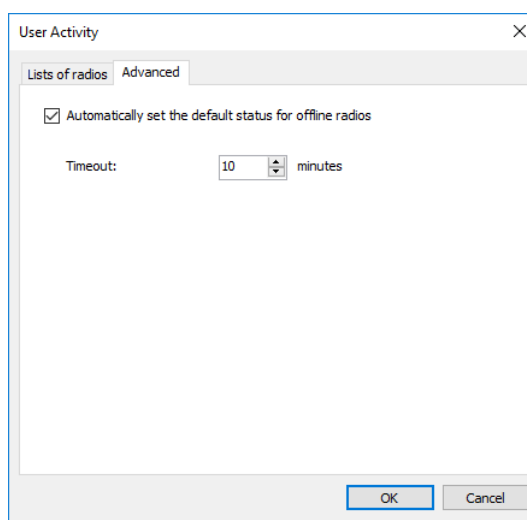 User Activity
Lists of radios Advanced
Automatically set the default status for offline radios
Timeout: 10 minutes
OK Cancel